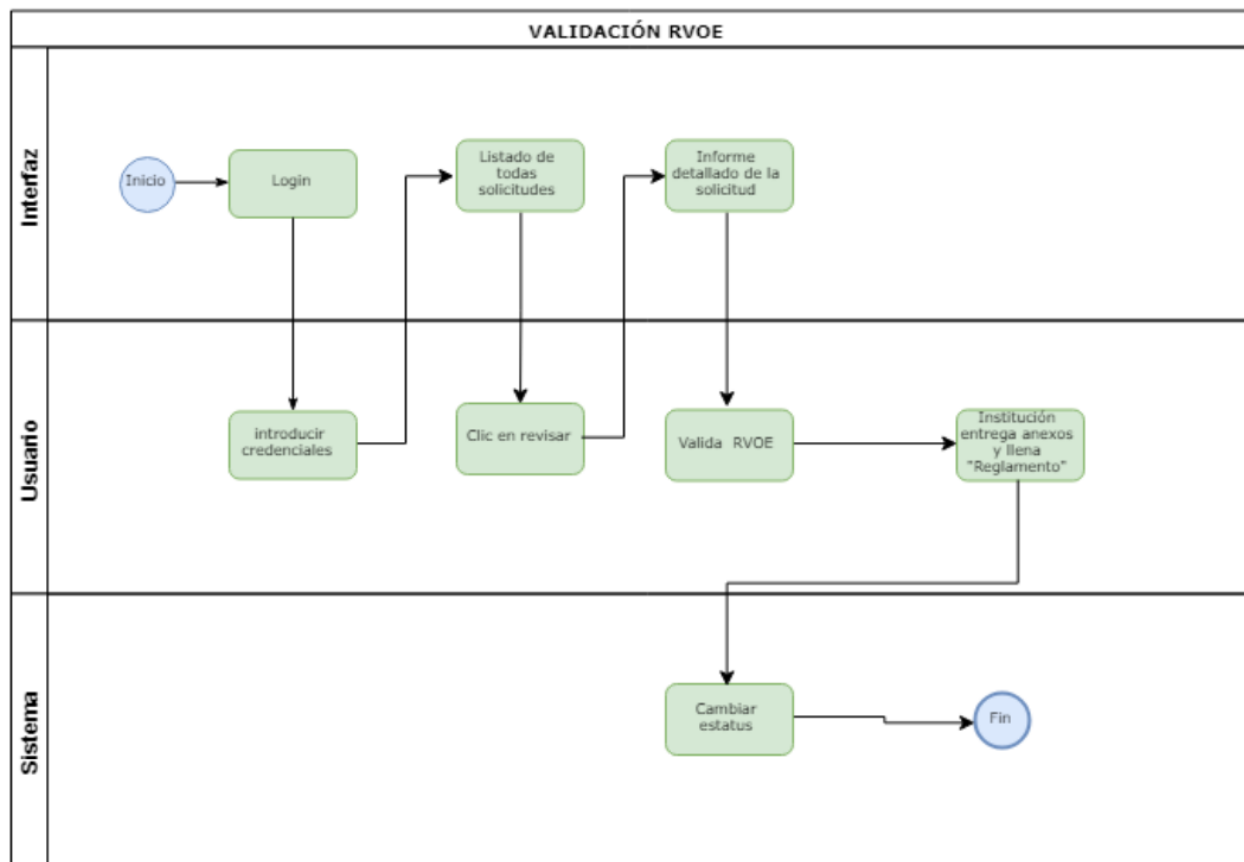 VALIDACIÓN RVOE
Interfaz
Inicio
Login
Listado de
todas
solicitudes
Informe
detallado de la
solicitud
Usuario
introducir
credenciales
Clic en revisar
Valida RVOE
Institución
entrega anexos
y llena
"Reglamento"
Sistema
Cambiar
estatus
Fin